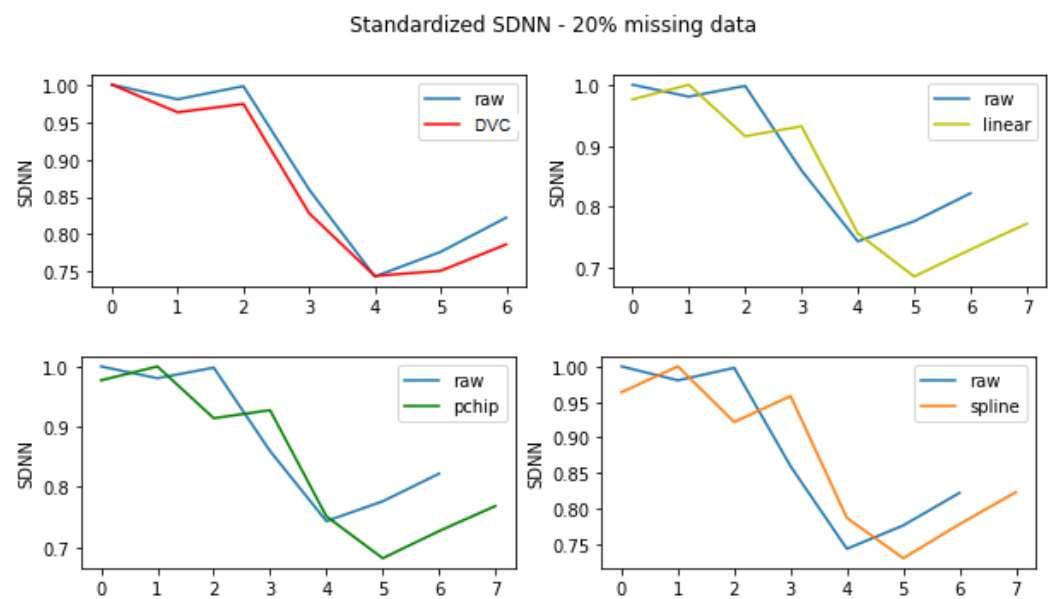 Standardized SDNN - 20% missing data
1.00
0.95
0.90
0.85
0.80
0.75
SDNN
raw
DVC
0 1 2 3 4 5 6
1.0
0.9
0.8
0.7
SDNN
raw
linear
0 1 2 3 4 5 6 7
1.0
0.9
0.8
0.7
SDNN
raw
pchip
0 1 2 3 4 5 6 7
1.00
0.95
0.90
0.85
0.80
0.75
SDNN
raw
spline
0 1 2 3 4 5 6 7